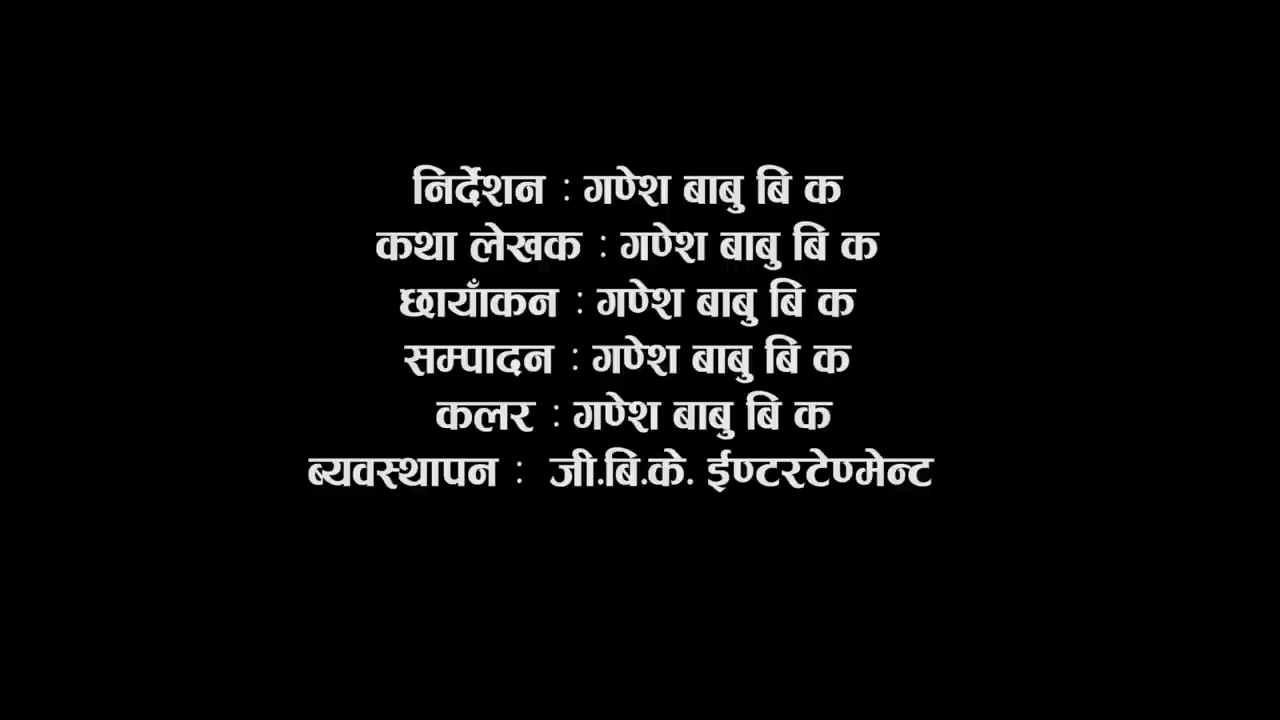 निर्देशन : गणेश बाबु बि क
कथा लेखक : गणेश बाबु बि क
छायाँकन : गणेश बाबु बि क
सम्पादन : गणेश बाबु बि क
कलर : गणेश बाबु बि क
ब्यवस्थापन : जी.बि.के. ईण्टरटेण्मेन्ट